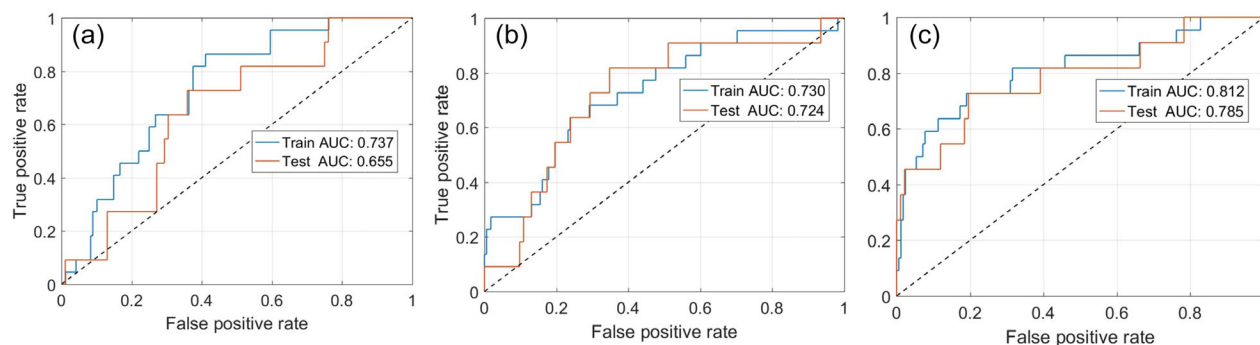 (a)
True positive rate
1
0.8
0.6
0.4
0.2
0
Train AUC: 0.737
Test AUC: 0.655
0
0.2
0.4
0.6
0.8
1
False positive rate
(b)
True positive rate
1
0.8
0.6
0.4
0.2
0
Train AUC: 0.730
Test AUC: 0.724
0
0.2
0.4
0.6
0.8
1
False positive rate
(c)
True positive rate
1
0.8
0.6
0.4
0.2
0
Train AUC: 0.812
Test AUC: 0.785
0
0.2
0.4
0.6
0.8
False positive rate